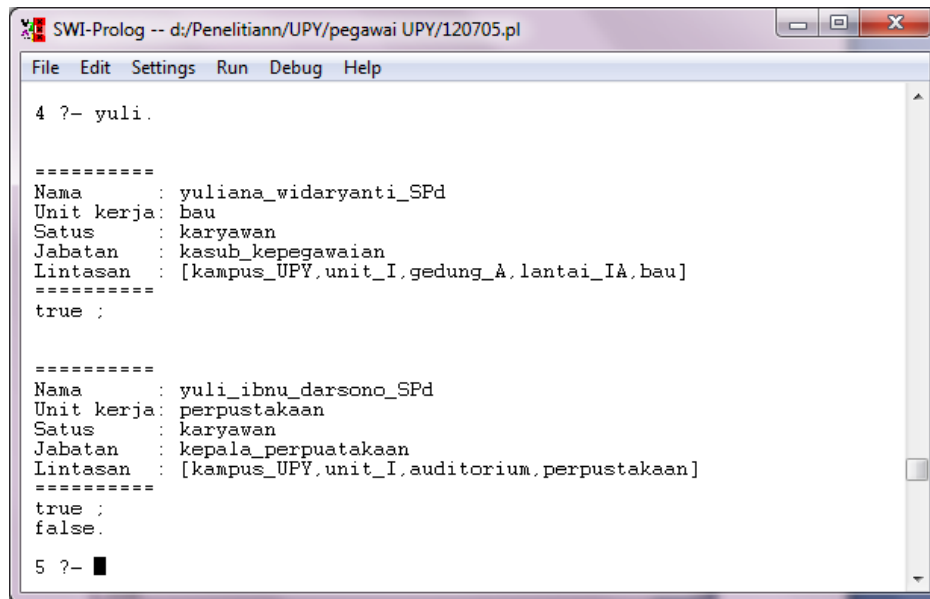 SWI-Prolog -- d:/Penelitiann/UPY/pegawai UPY/120705.pl
File Edit Settings Run Debug Help
4 ?- yuli.
==========
Nama : yuliana_widaryanti_SPd
Unit kerja: bau
Satus : karyawan
Jabatan : kasub_kepegawaian
Lintasan : [kampus_UPY,unit_I,gedung_A,lantai_IA,bau]
==========
true ;
==========
Nama : yuli_ibnu_darsono_SPd
Unit kerja: perpustakaan
Satus : karyawan
Jabatan : kepala_perpuatakaan
Lintasan : [kampus_UPY,unit_I,auditorium,perpustakaan]
==========
true ;
false.
5 ?-